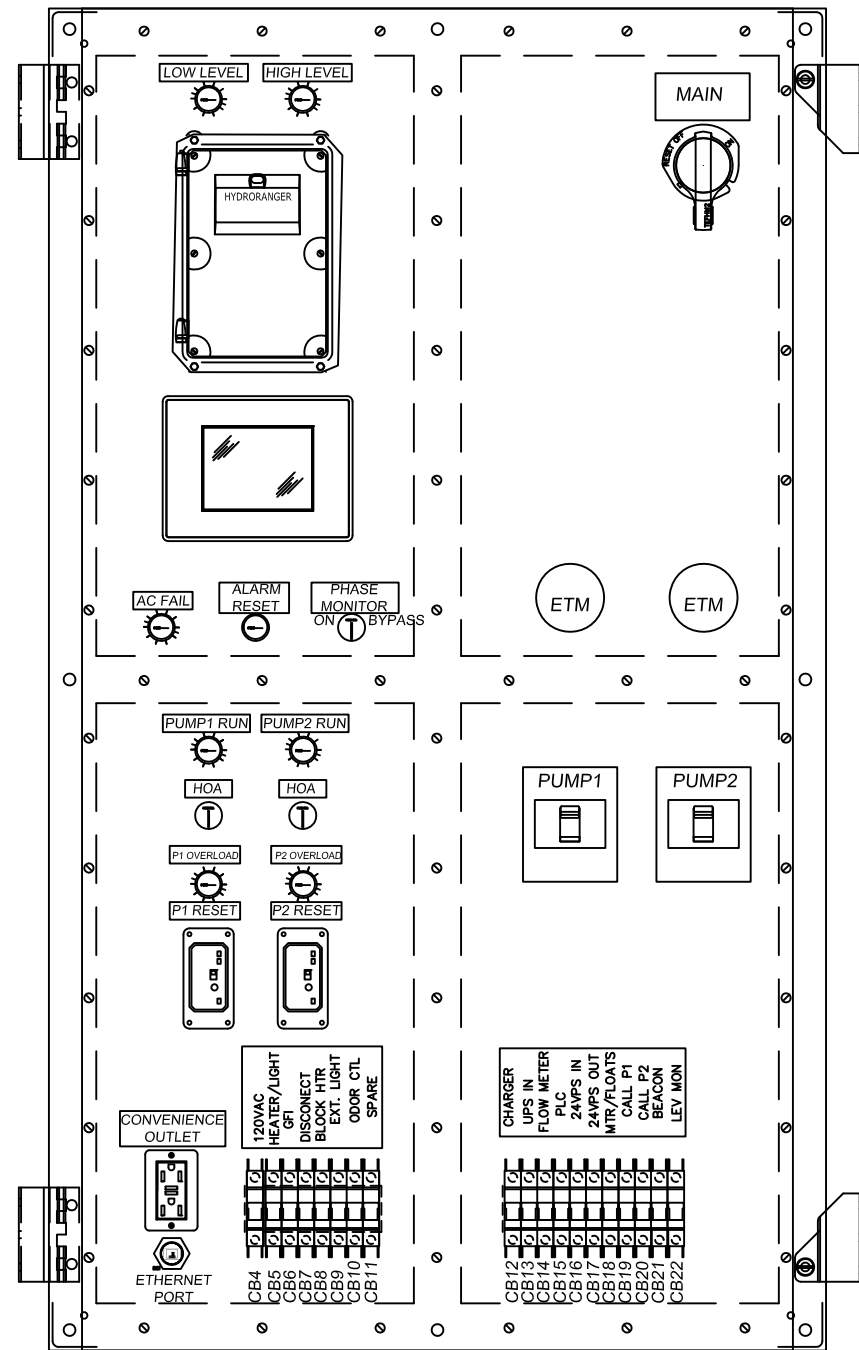 LOW LEVEL
HIGH LEVEL
MAIN
RESET OFF
ON
HYDRORANGER
AC FAIL
ALARM
RESET
PHASE
MONITOR
ON
BYPASS
ETM
ETM
PUMP1 RUN
PUMP2 RUN
HOA
HOA
PUMP1
PUMP2
P1 OVERLOAD
P2 OVERLOAD
P1 RESET
P2 RESET
120VAC
HEATER/LIGHT
GFI
DISCONECT
BLOCK HTR
EXT. LIGHT
ODOR CTL
SPARE
CHARGER
UPS IN
FLOW METER
PLC
24VPS IN
24VPS OUT
MTR/FLOATS
CALL P1
CALL P2
BEACON
LEV MON
CONVENIENCE
OUTLET
ETHERNET
PORT
CB4
CB5
CB6
CB7
CB8
CB9
CB10
CB11
CB12
CB13
CB14
CB15
CB16
CB17
CB18
CB19
CB20
CB21
CB22